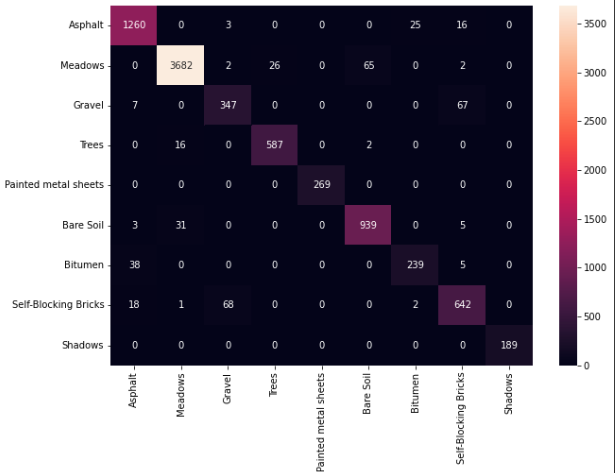 Asphalt 1260 0 3 0 0 0 25 16 0
Meadows 0 3682 2 26 0 65 0 2 0
Gravel 7 0 347 0 0 0 0 67 0
Trees 0 16 0 587 0 2 0 0 0
Painted metal sheets 0 0 0 0 269 0 0 0 0
Bare Soil 3 31 0 0 0 939 0 5 0
Bitumen 38 0 0 0 0 0 239 5 0
Self-Blocking Bricks 18 1 68 0 0 0 2 642 0
Shadows 0 0 0 0 0 0 0 0 189
Asphalt
Meadows
Gravel
Trees
Painted metal sheets
Bare Soil
Bitumen
Self-Blocking Bricks
Shadows
3500
3000
2500
2000
1500
1000
500
0